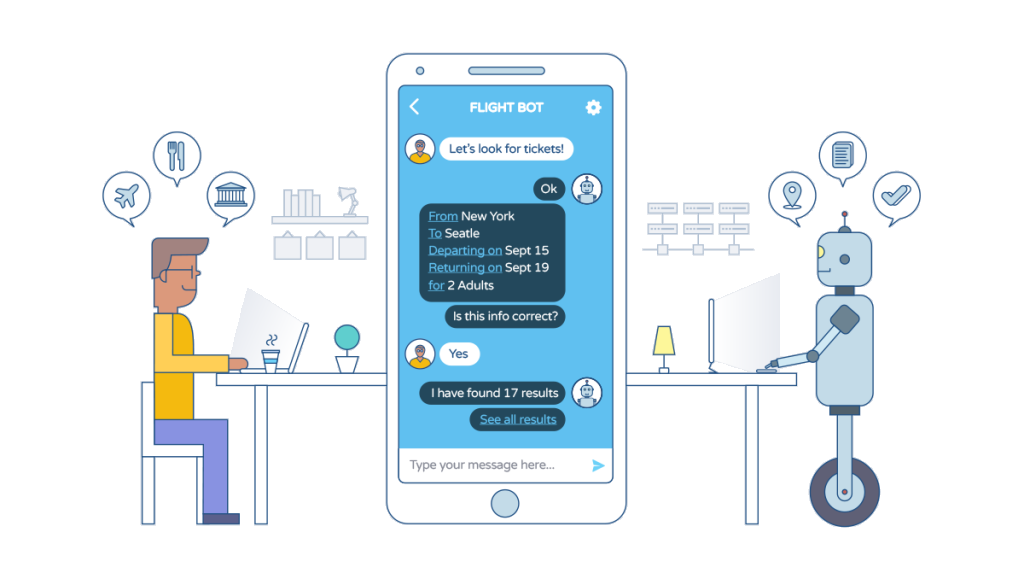 FLIGHT BOT
Let's look for tickets!
Ok
From New York
To Seatle
Departing on Sept 15
Returning on Sept 19
for 2 Adults
Is this info correct?
Yes
I have found 17 results
See all results
Type your message here...